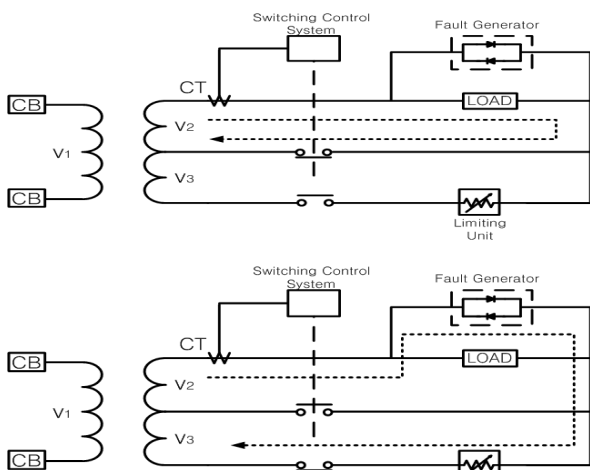 Switching Control
System
Fault Generator
CT
CB
LOAD
V2
V1
V3
CB
Limiting
Unit
Switching Control
System
Fault Generator
CT
CB
LOAD
V2
V1
V3
CB